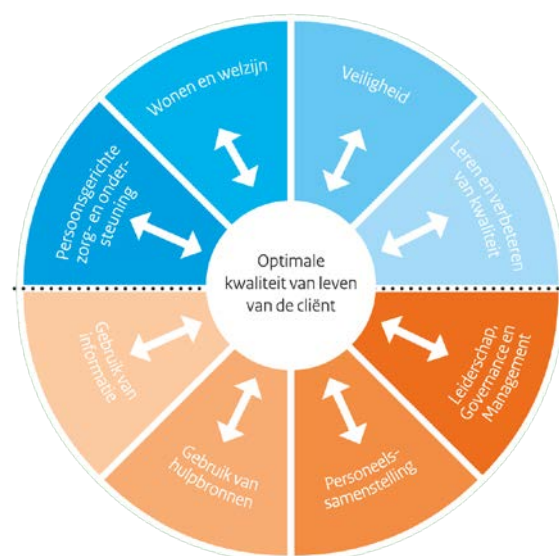 Wonen en welzijn
Veiligheid
Persoonsgerichte
zorg- en onder-
steuning
Leren en verbeteren
van kwaliteit
Optimale
kwaliteit van leven
van de cliënt
Gebruik van
informatie
Leiderschap,
Governance en
Management
Gebruik van
hulpbronnen
Personeels-
samenstelling